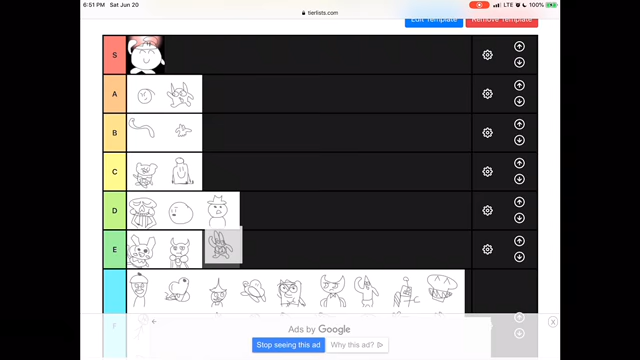 6:51 PM Sat Jun 20
LTE 100%
tierlists.com
Edit Template
Remove Template
S
A
B
C
D
E
F
Ads by Google
Stop seeing this ad
Why this ad?